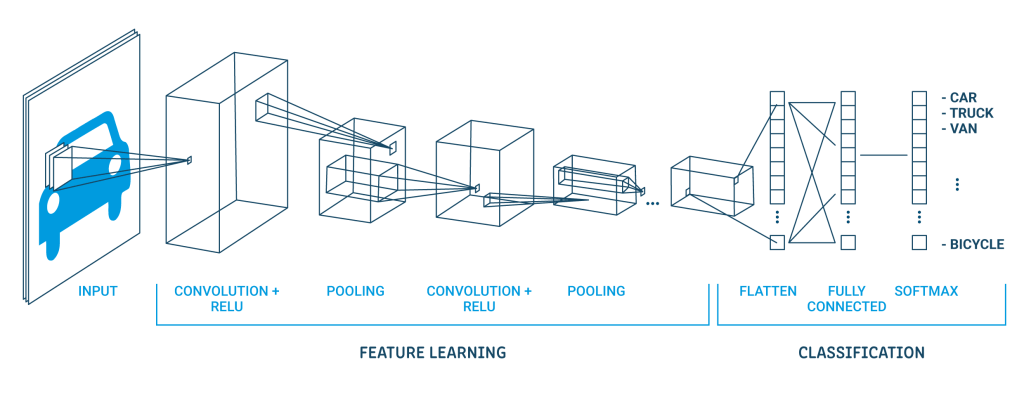 - CAR
- TRUCK
- VAN
- BICYCLE
INPUT
CONVOLUTION +
RELU
POOLING
CONVOLUTION +
RELU
POOLING
FLATTEN
FULLY
CONNECTED
SOFTMAX
FEATURE LEARNING
CLASSIFICATION